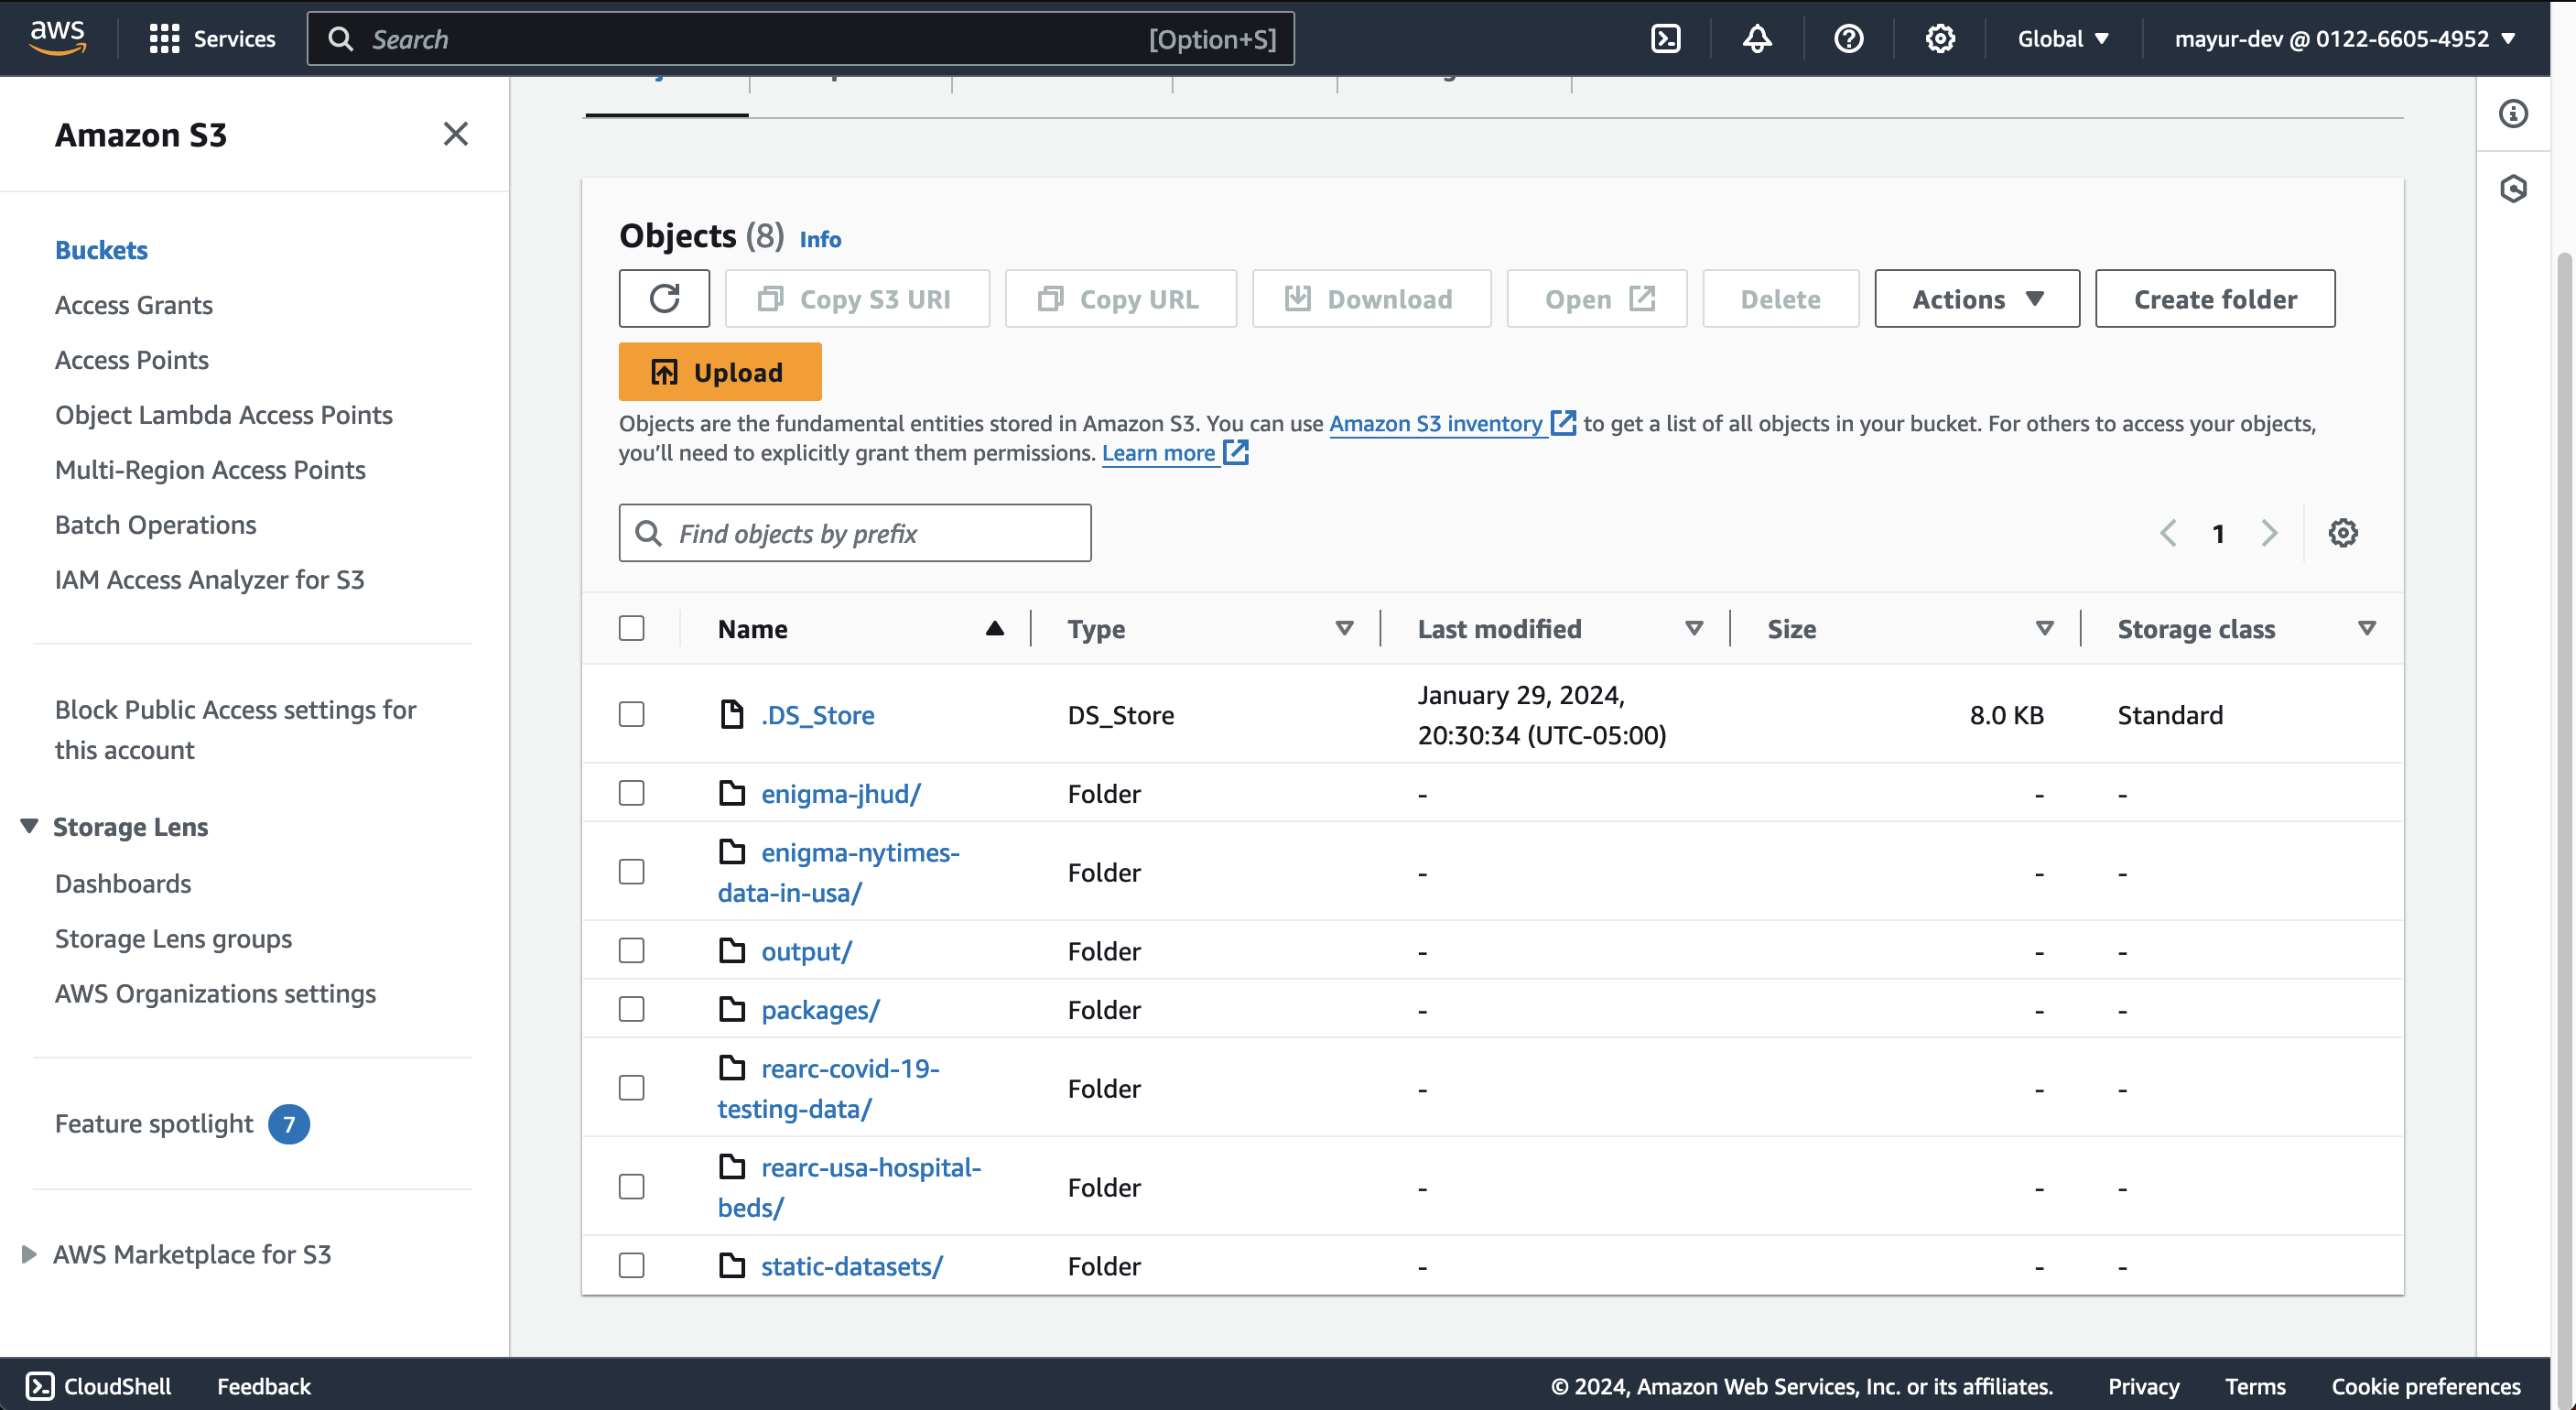 aws
Services
Search [Option+S]
Global
mayur-dev @ 0122-6605-4952
Amazon S3
Buckets
Access Grants
Access Points
Object Lambda Access Points
Multi-Region Access Points
Batch Operations
IAM Access Analyzer for S3
Block Public Access settings for
this account
Storage Lens
Dashboards
Storage Lens groups
AWS Organizations settings
Feature spotlight 7
AWS Marketplace for S3
Objects (8) Info
Copy S3 URI
Copy URL
Download
Open
Delete
Actions
Create folder
Upload
Objects are the fundamental entities stored in Amazon S3. You can use Amazon S3 inventory to get a list of all objects in your bucket. For others to access your objects,
you’ll need to explicitly grant them permissions. Learn more
Find objects by prefix
1
Name Type Last modified Size Storage class
.DS_Store DS_Store January 29, 2024,
20:30:34 (UTC-05:00) 8.0 KB Standard
enigma-jhud/ Folder - - -
enigma-nytimes-
data-in-usa/ Folder - - -
output/ Folder - - -
packages/ Folder - - -
rearc-covid-19-
testing-data/ Folder - - -
rearc-usa-hospital-
beds/ Folder - - -
static-datasets/ Folder - - -
CloudShell Feedback © 2024, Amazon Web Services, Inc. or its affiliates. Privacy Terms Cookie preferences